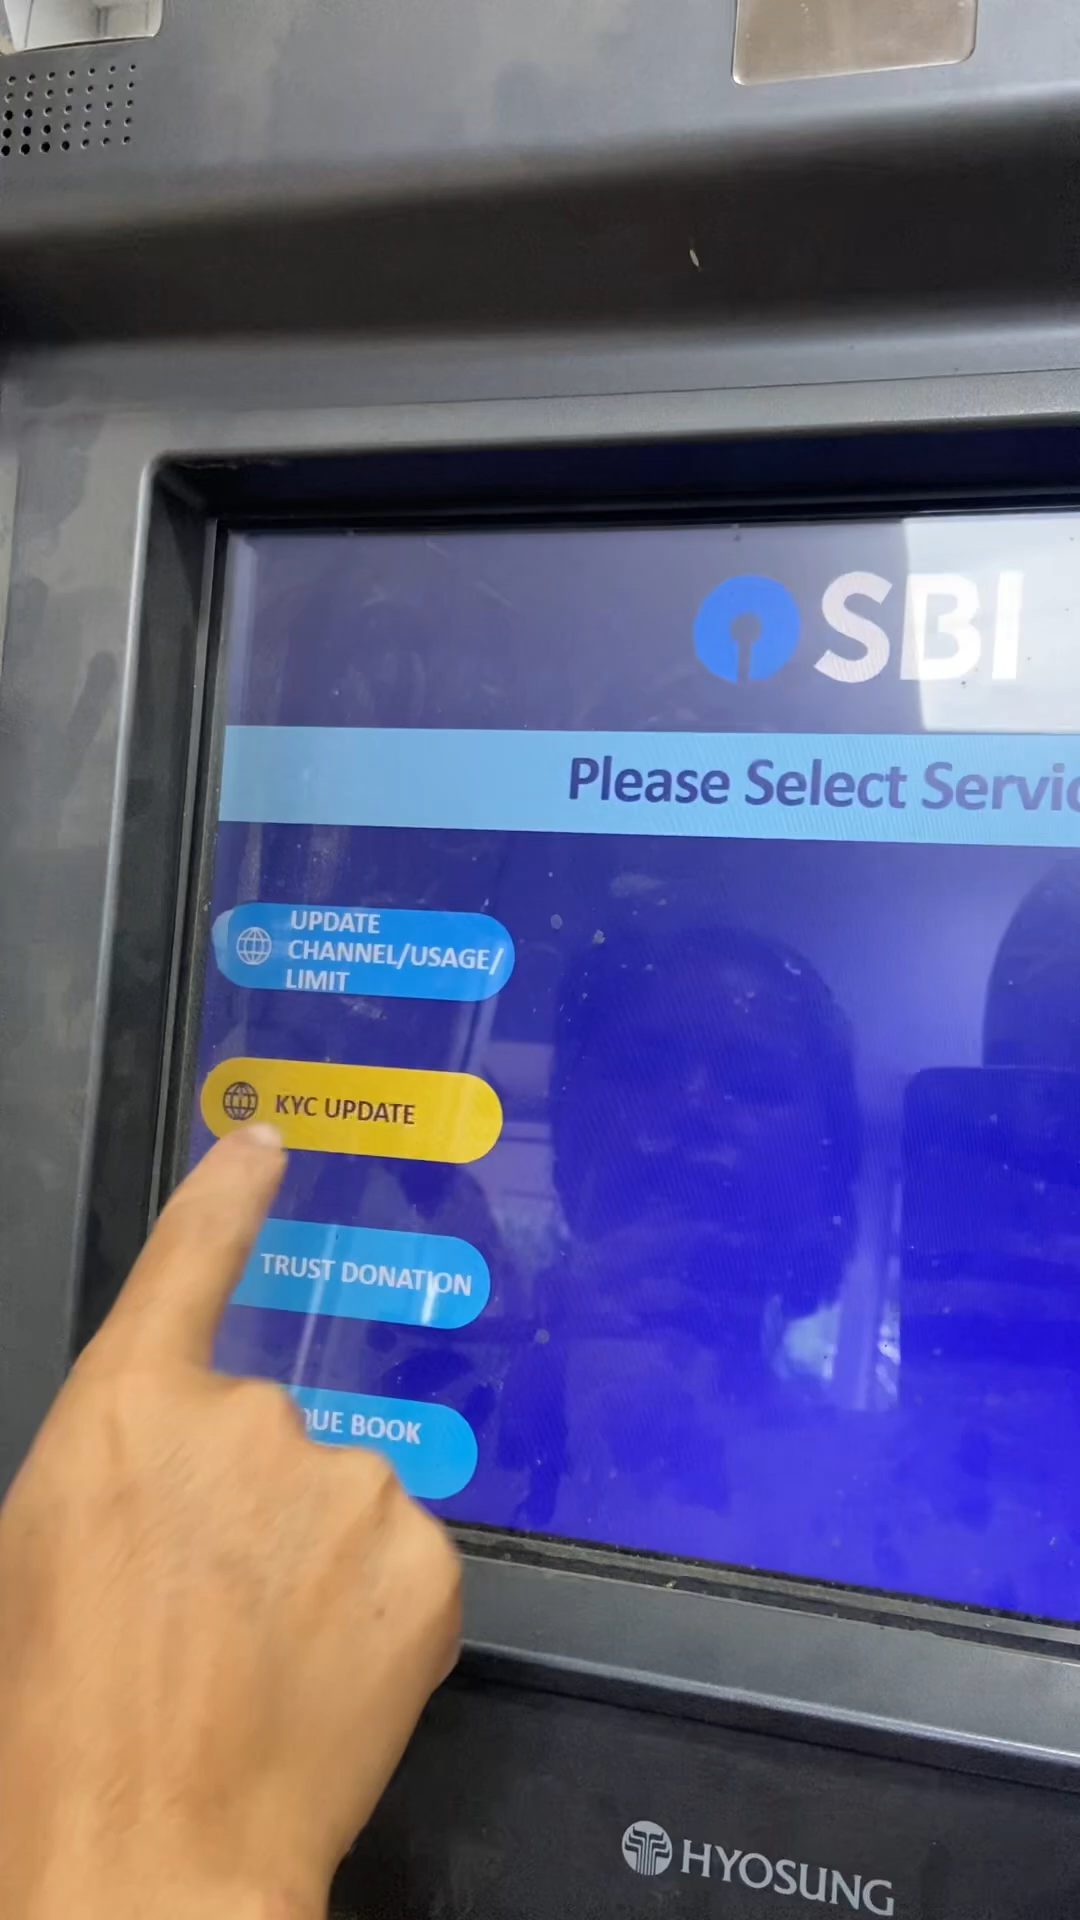 SBI
Please Select Servic
UPDATE
CHANNEL/USAGE/
LIMIT
KYC UPDATE
TRUST DONATION
QUE BOOK
HYOSUNG